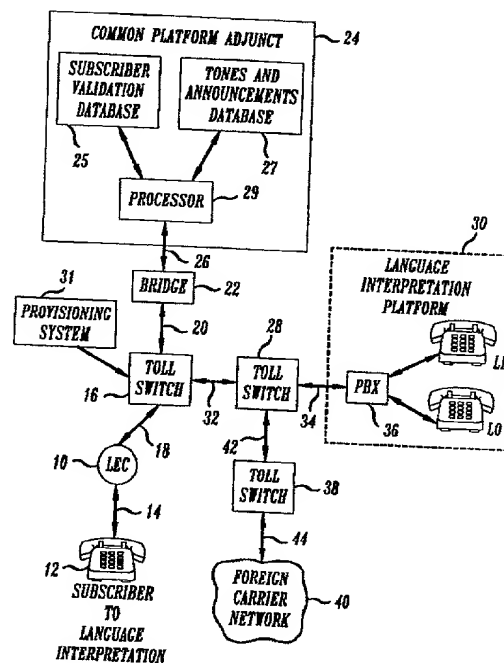 COMMON PLATFORM ADJUNCT
24
SUBSCRIBER
VALIDATION
DATABASE
TONES AND
ANNOUNCEMENTS
DATABASE
25
27
PROCESSOR
29
26
30
31
BRIDGE
22
LANGUAGE
INTERPRETATION
PLATFORM
PROVISIONING
SYSTEM
20
28
TOLL
SWITCH
16
TOLL
SWITCH
PBX
LI
LO
32
34
36
18
42
10
LEC
TOLL
SWITCH
38
14
44
12
FOREIGN
CARRIER
NETWORK
40
SUBSCRIBER
TO
LANGUAGE
INTERPRETATION